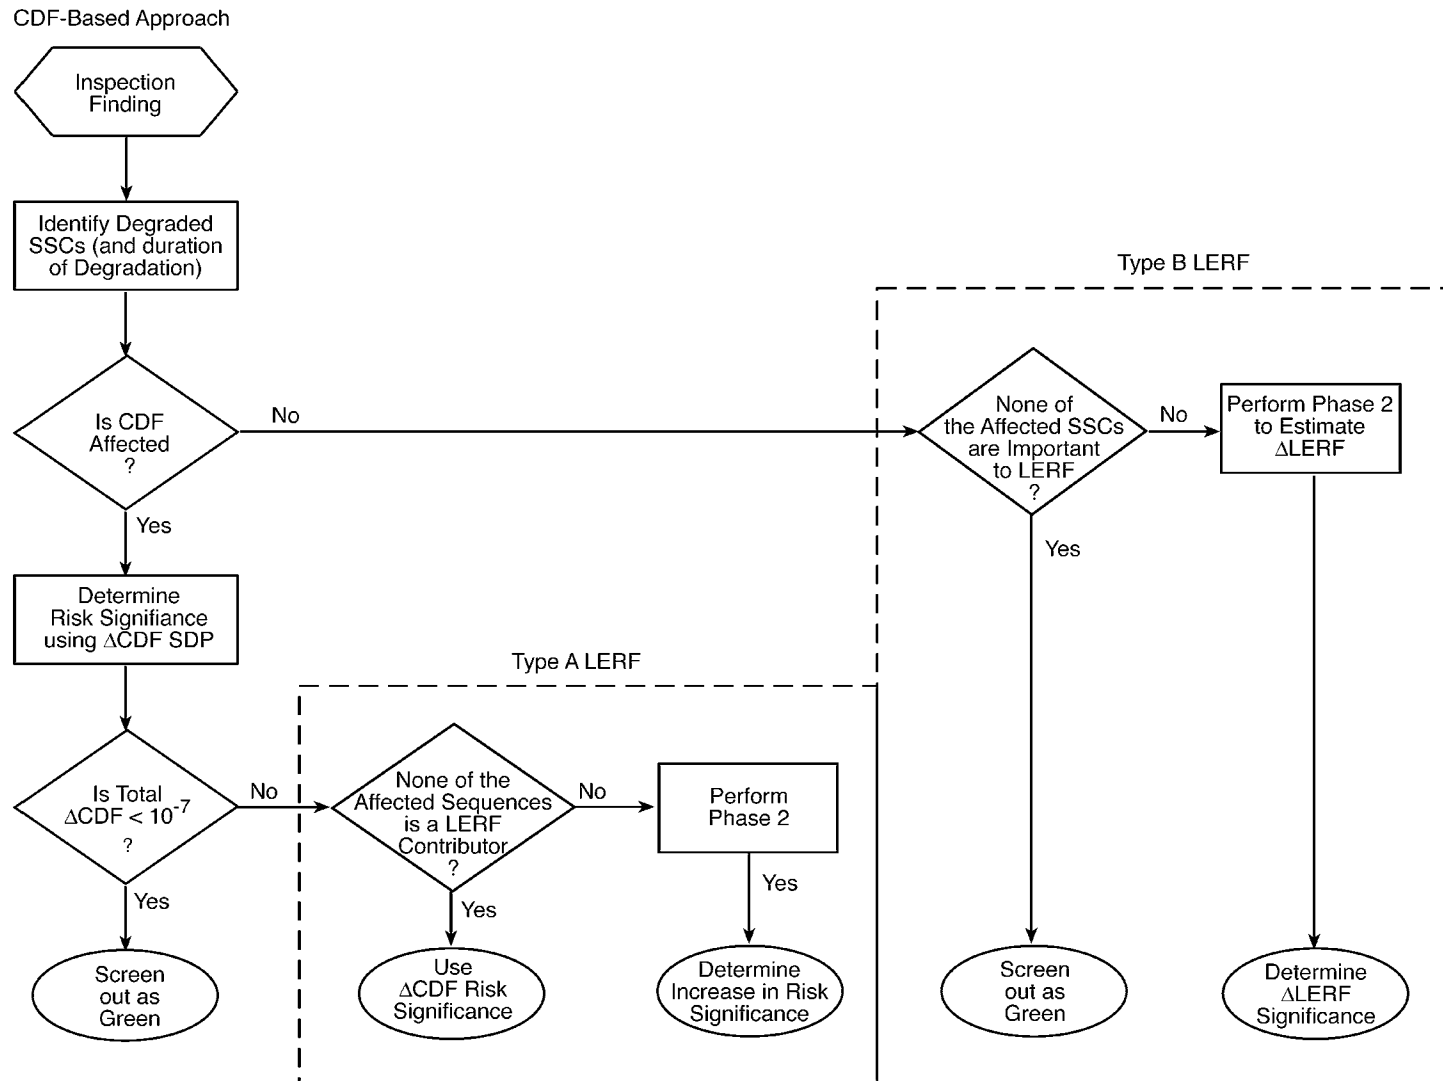 CDF-Based Approach
Inspection
Finding
Identify Degraded
SSCs (and duration
of Degradation)
Type B LERF
Is CDF
Affected
?
No
None of
the Affected SSCs
are Important
to LERF
?
No
Perform Phase 2
to Estimate
ΔLERF
Yes
Yes
Determine
Risk Signifiance
using ΔCDF SDP
Type A LERF
Is Total
ΔCDF < 10-7
?
No
None of the
Affected Sequences
is a LERF
Contributor
?
No
Perform
Phase 2
Yes
Yes
Yes
Screen
out as
Green
Use
ΔCDF Risk
Significance
Determine
Increase in Risk
Significance
Screen
out as
Green
Determine
ΔLERF
Significance